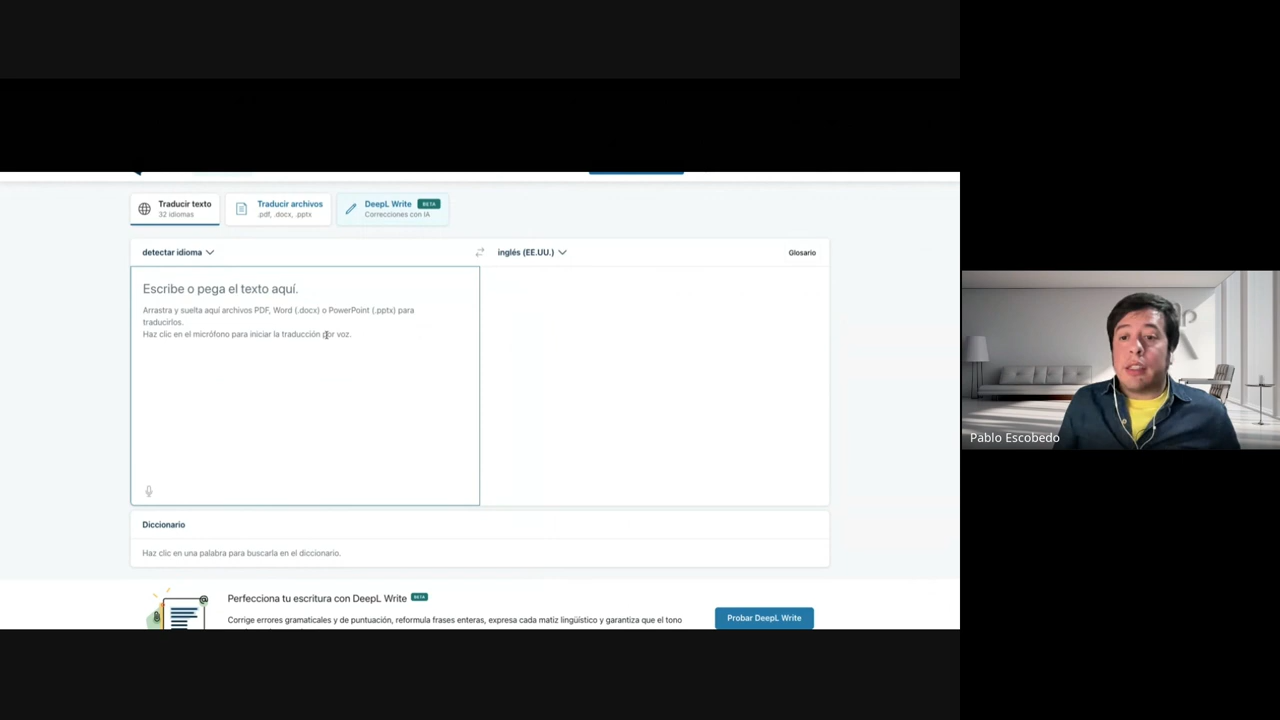 Traducir texto
32 idiomas
Traducir archivos
.pdf, .docx, .pptx
DeepL Write BETA
Correcciones con IA
detectar idioma
inglés (EE.UU.)
Glosario
Escribe o pega el texto aquí.
Arrastra y suelta aquí archivos PDF, Word (.docx) o PowerPoint (.pptx) para
traducirlos.
Haz clic en el micrófono para iniciar la traducción por voz.
Diccionario
Haz clic en una palabra para buscarla en el diccionario.
Perfecciona tu escritura con DeepL Write BETA
Corrige errores gramaticales y de puntuación, reformula frases enteras, expresa cada matiz lingüístico y garantiza que el tono
Probar DeepL Write
Pablo Escobedo